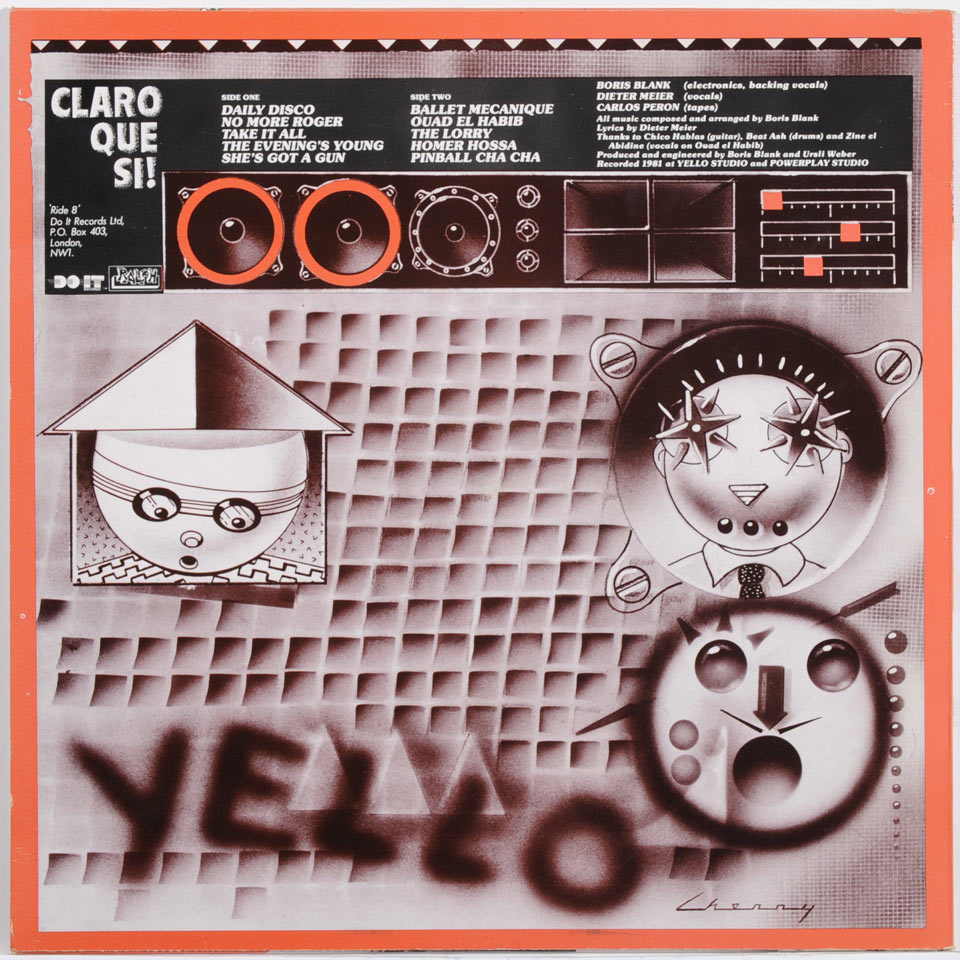 CLARO
QUE
SI!
'Ride 8'
Do It Records Ltd,
P.O. Box 403,
London,
NW1.
DO IT
RALPH
SIDE ONE
DAILY DISCO
NO MORE ROGER
TAKE IT ALL
THE EVENING'S YOUNG
SHE'S GOT A GUN
SIDE TWO
BALLET MECANIQUE
OUAD EL HABIB
THE LORRY
HOMER HOSSA
PINBALL CHA CHA
BORIS BLANK (electronics, backing vocals)
DIETER MEIER (vocals)
CARLOS PERON (tapes)
All music composed and arranged by Boris Blank
Lyrics by Dieter Meier
Thanks to Chico Hablas (guitar), Beat Ash (drums) and Zine el
Abidine (vocals on Ouad el Habib)
Produced and engineered by Boris Blank and Ursli Weber
Recorded 1981 at YELLO STUDIO and POWERPLAY STUDIO
YELLO
Cherny